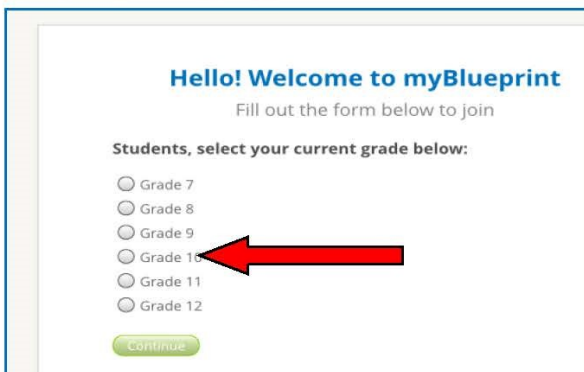 Hello! Welcome to myBlueprint
Fill out the form below to join
Students, select your current grade below:
Grade 7
Grade 8
Grade 9
Grade 10
Grade 11
Grade 12
Continue